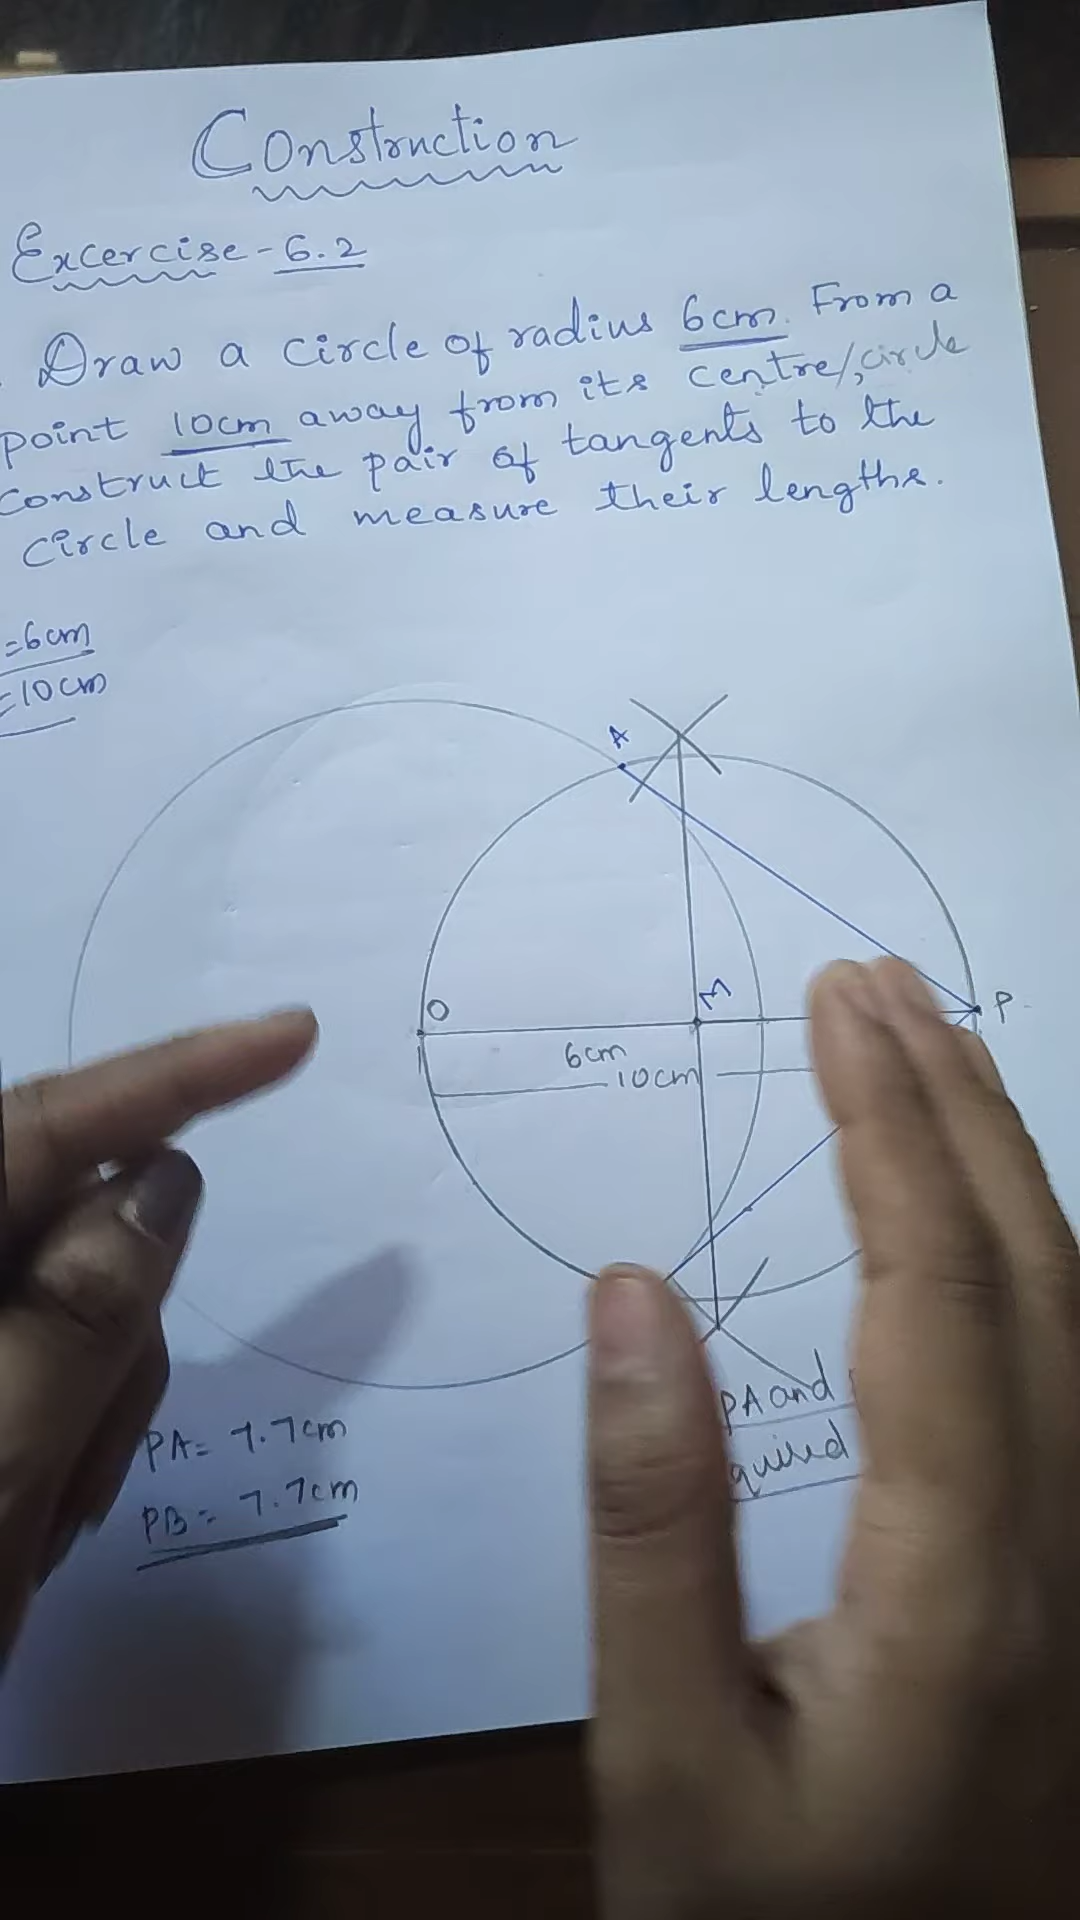 Construction
Excercise-6.2
Draw a circle of radius 6cm. From a
point 10cm away from its centre/circle
construct the pair of tangents to the
circle and measure their lengths.
=6cm
=10cm
A
O
M
P
6cm
10cm
PA and
quired
PA= 7.7cm
PB= 7.7cm